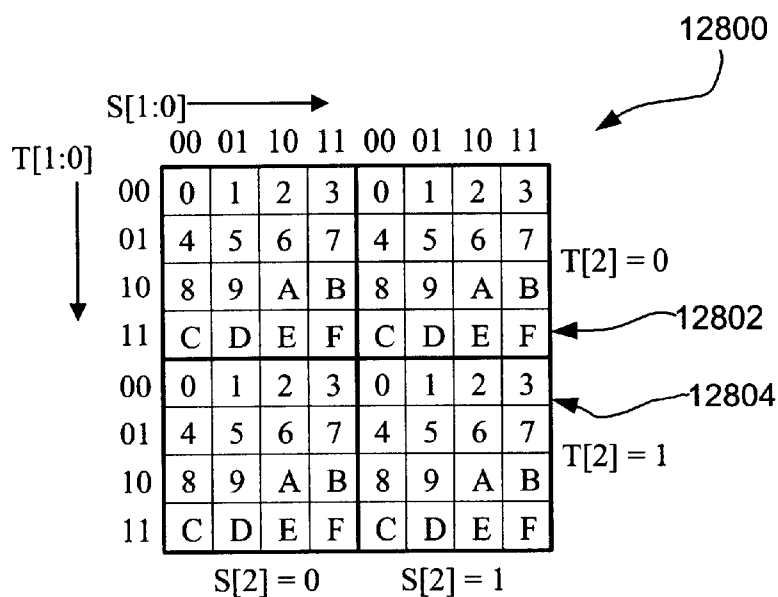 12800
S[1:0]
00 01 10 11 00 01 10 11
T[1:0]
00 0 1 2 3 0 1 2 3
01 4 5 6 7 4 5 6 7
T[2] = 0
10 8 9 A B 8 9 A B
12802
11 C D E F C D E F
00 0 1 2 3 0 1 2 3
12804
01 4 5 6 7 4 5 6 7
T[2] = 1
10 8 9 A B 8 9 A B
11 C D E F C D E F
S[2] = 0 S[2] = 1